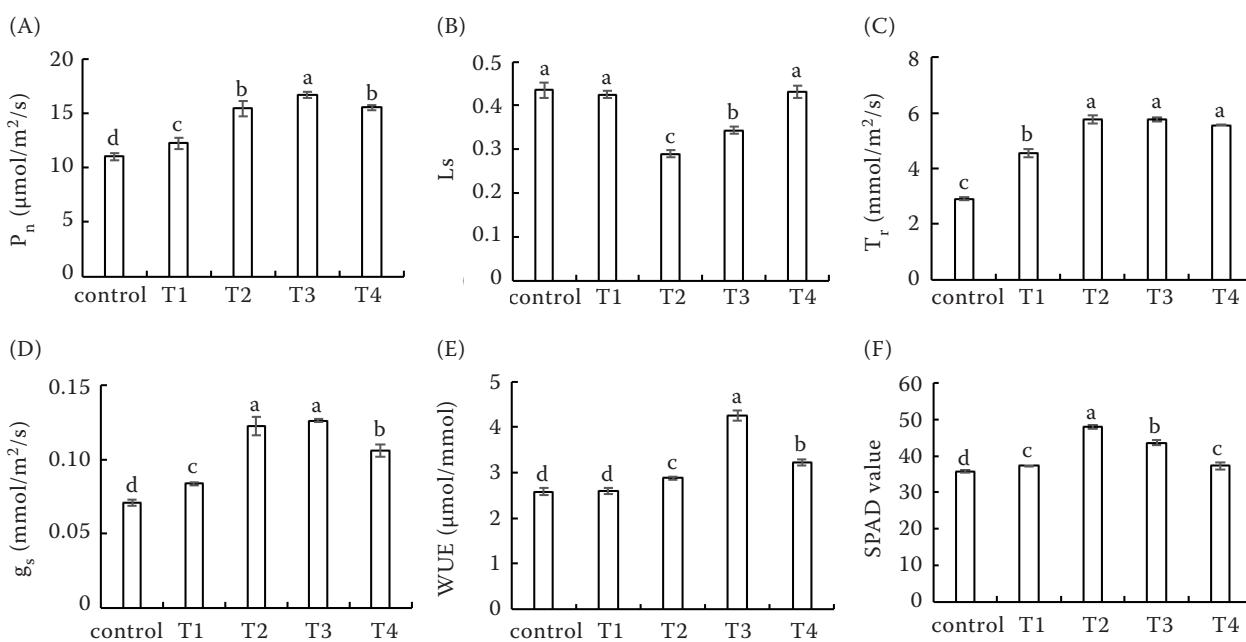 (A)
P_n (μmol/m²/s)
20
15
10
5
0
d
c
b
a
b
control T1 T2 T3 T4
(B)
Ls
0.5
0.4
0.3
0.2
0.1
0
a
a
c
b
a
control T1 T2 T3 T4
(C)
T_r (mmol/m²/s)
8
6
4
2
0
c
b
a
a
a
control T1 T2 T3 T4
(D)
g_s (mmol/m²/s)
0.15
0.10
0.05
0
d
c
a
a
b
control T1 T2 T3 T4
(E)
WUE (μmol/mmol)
5
4
3
2
1
0
d
d
c
a
b
control T1 T2 T3 T4
(F)
SPAD value
60
50
40
30
20
10
0
d
c
a
b
c
control T1 T2 T3 T4